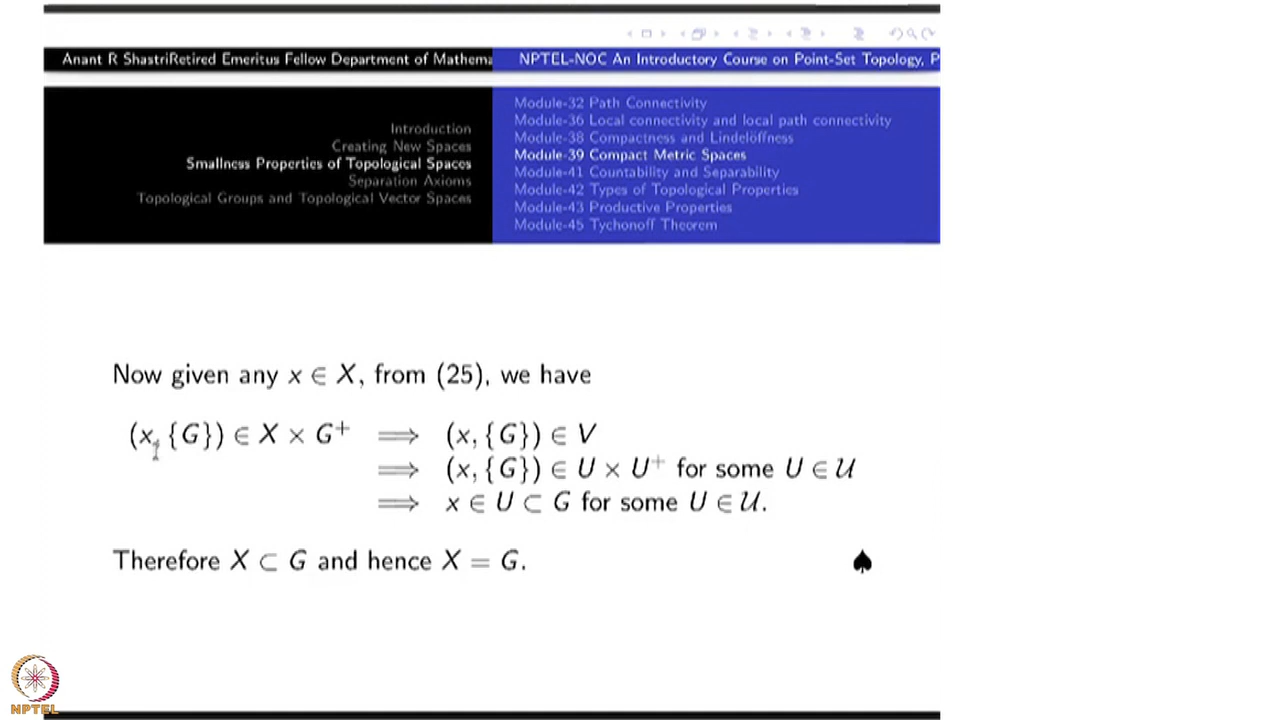 Anant R ShastriRetired Emeritus Fellow Department of Mathema
NPTEL-NOC An Introductory Course on Point-Set Topology, P
Introduction
Creating New Spaces
Smallness Properties of Topological Spaces
Separation Axioms
Topological Groups and Topological Vector Spaces
Module-32 Path Connectivity
Module-36 Local connectivity and local path connectivity
Module-38 Compactness and Lindelöffness
Module-39 Compact Metric Spaces
Module-41 Countability and Separability
Module-42 Types of Topological Properties
Module-43 Productive Properties
Module-45 Tychonoff Theorem
Now given any x ∈ X, from (25), we have
(x, {G}) ∈ X × G⁺ ⟹ (x, {G}) ∈ V
⟹ (x, {G}) ∈ U × U⁺ for some U ∈ 𝒰
⟹ x ∈ U ⊂ G for some U ∈ 𝒰.
Therefore X ⊂ G and hence X = G. ♠
NPTEL